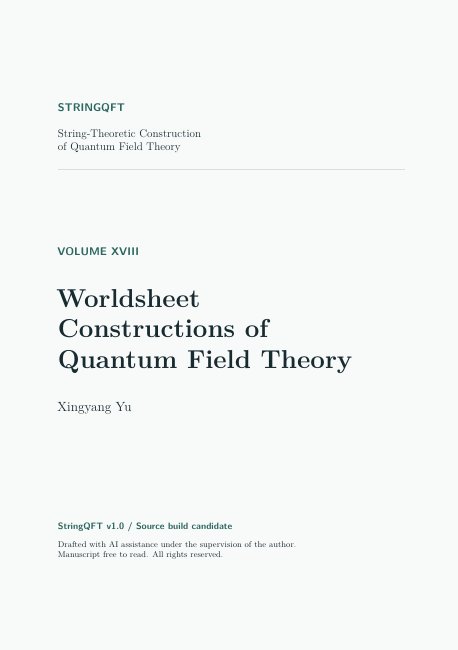 STRINGQFT
String-Theoretic Construction
of Quantum Field Theory
VOLUME XVIII
Worldsheet
Constructions of
Quantum Field Theory
Xingyang Yu
StringQFT v1.0 / Source build candidate
Drafted with AI assistance under the supervision of the author.
Manuscript free to read. All rights reserved.